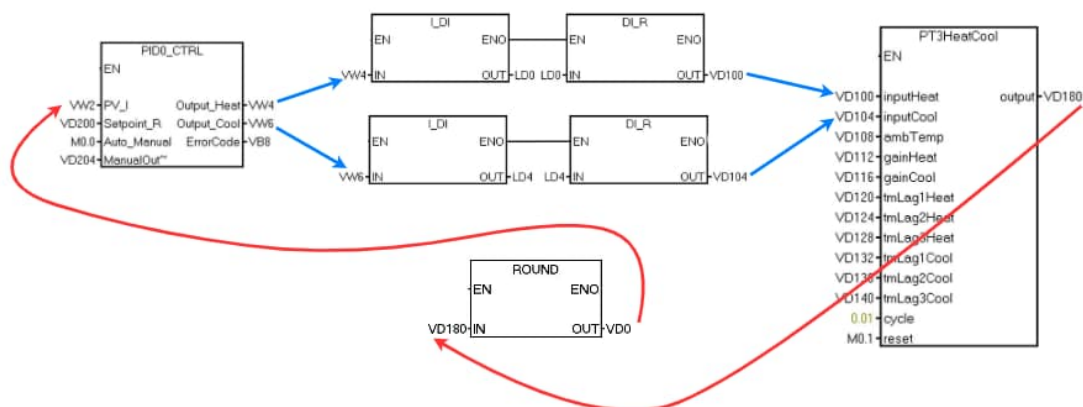 PID0_CTRL
EN
VW2 PV_I Output_Heat VW4
VD200 Setpoint_R Output_Cool VW6
M0.0 Auto_Manual ErrorCode VB8
VD204 ManualOut~
I_DI
EN ENO
VW4 IN OUT LD0
DI_R
EN ENO
LD0 IN OUT VD100
I_DI
EN ENO
VW6 IN OUT LD4
DI_R
EN ENO
LD4 IN OUT VD104
ROUND
EN ENO
VD180 IN OUT VD0
PT3HeatCool
EN
VD100 inputHeat output VD180
VD104 inputCool
VD108 ambTemp
VD112 gainHeat
VD116 gainCool
VD120 tmLag1Heat
VD124 tmLag2Heat
VD128 tmLag3Heat
VD132 tmLag1Cool
VD136 tmLag2Cool
VD140 tmLag3Cool
0.01 cycle
M0.1 reset